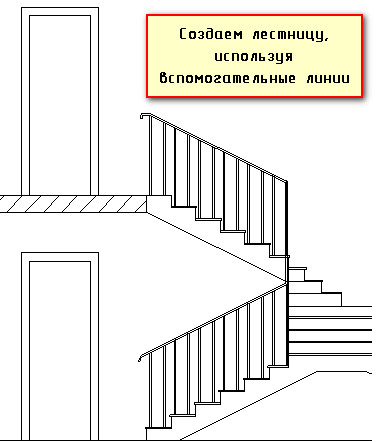 Создаем лестницу,
используя
вспомогательные линии